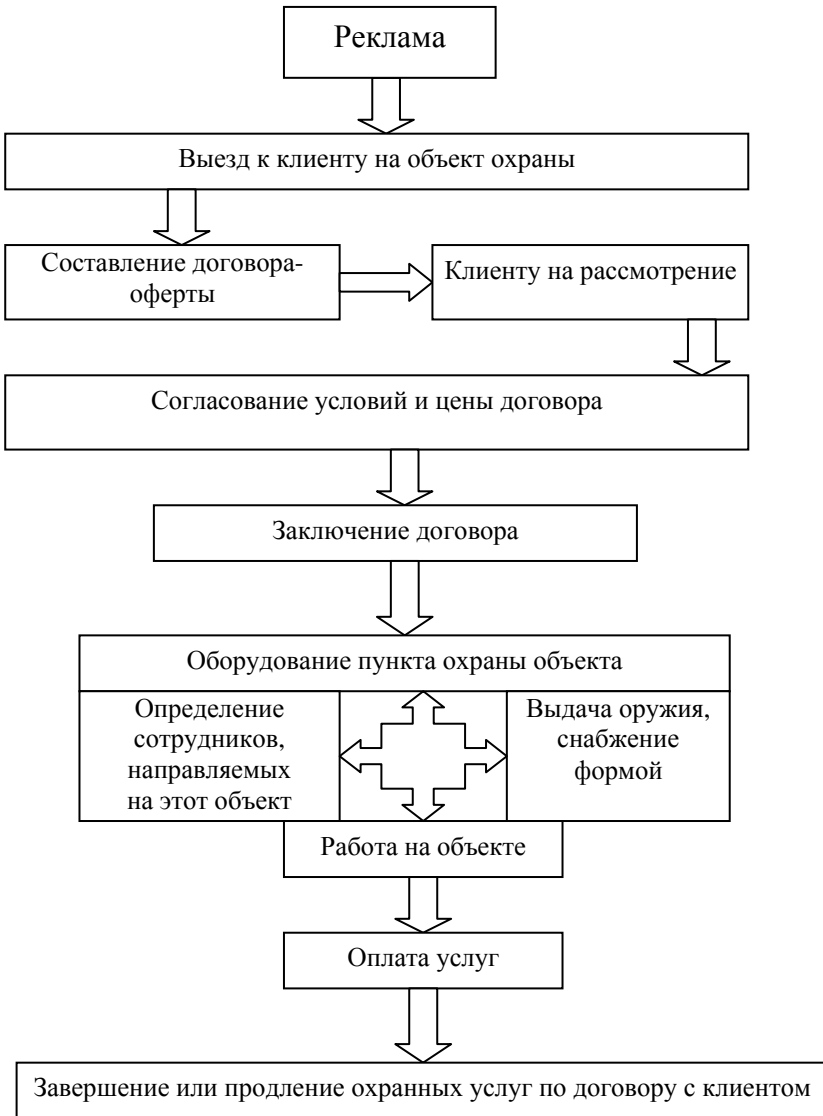 Реклама
Выезд к клиенту на объект охраны
Составление договора-
оферты
Клиенту на рассмотрение
Согласование условий и цены договора
Заключение договора
Оборудование пункта охраны объекта
Определение
сотрудников,
направляемых
на этот объект
Выдача оружия,
снабжение
формой
Работа на объекте
Оплата услуг
Завершение или продление охранных услуг по договору с клиентом